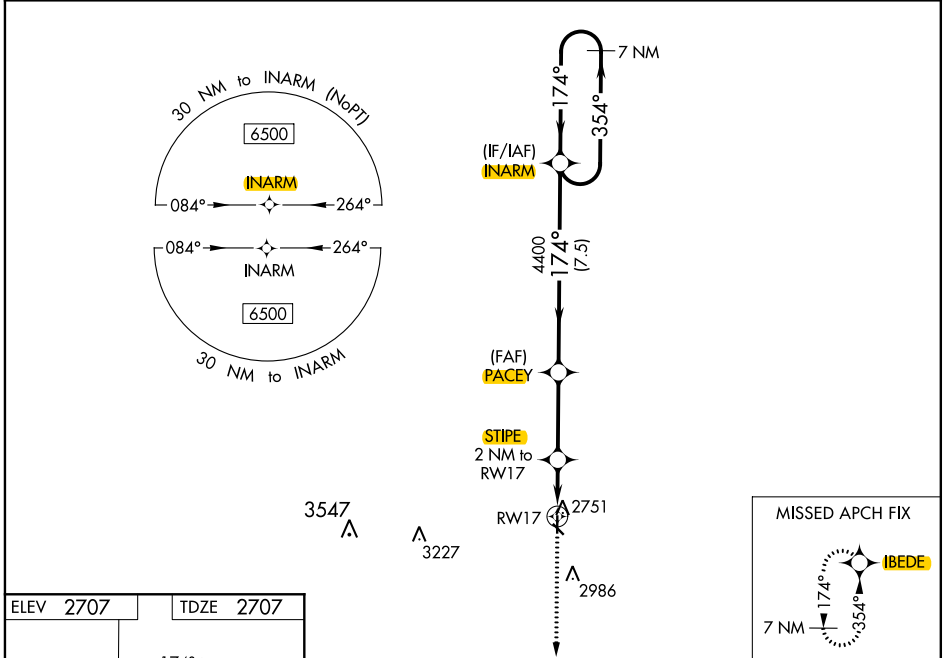 30 NM to INARM (NoPT)
6500
INARM
084°
264°
084°
264°
INARM
6500
30 NM to INARM
7 NM
174°
354°
(IF/IAF)
INARM
4400
174°
(7.5)
(FAF)
PACEY
STIPE
2 NM to
RW17
3547
3227
RW17
2751
2986
MISSED APCH FIX
IBEDE
174°
354°
7 NM
ELEV 2707
TDZE 2707